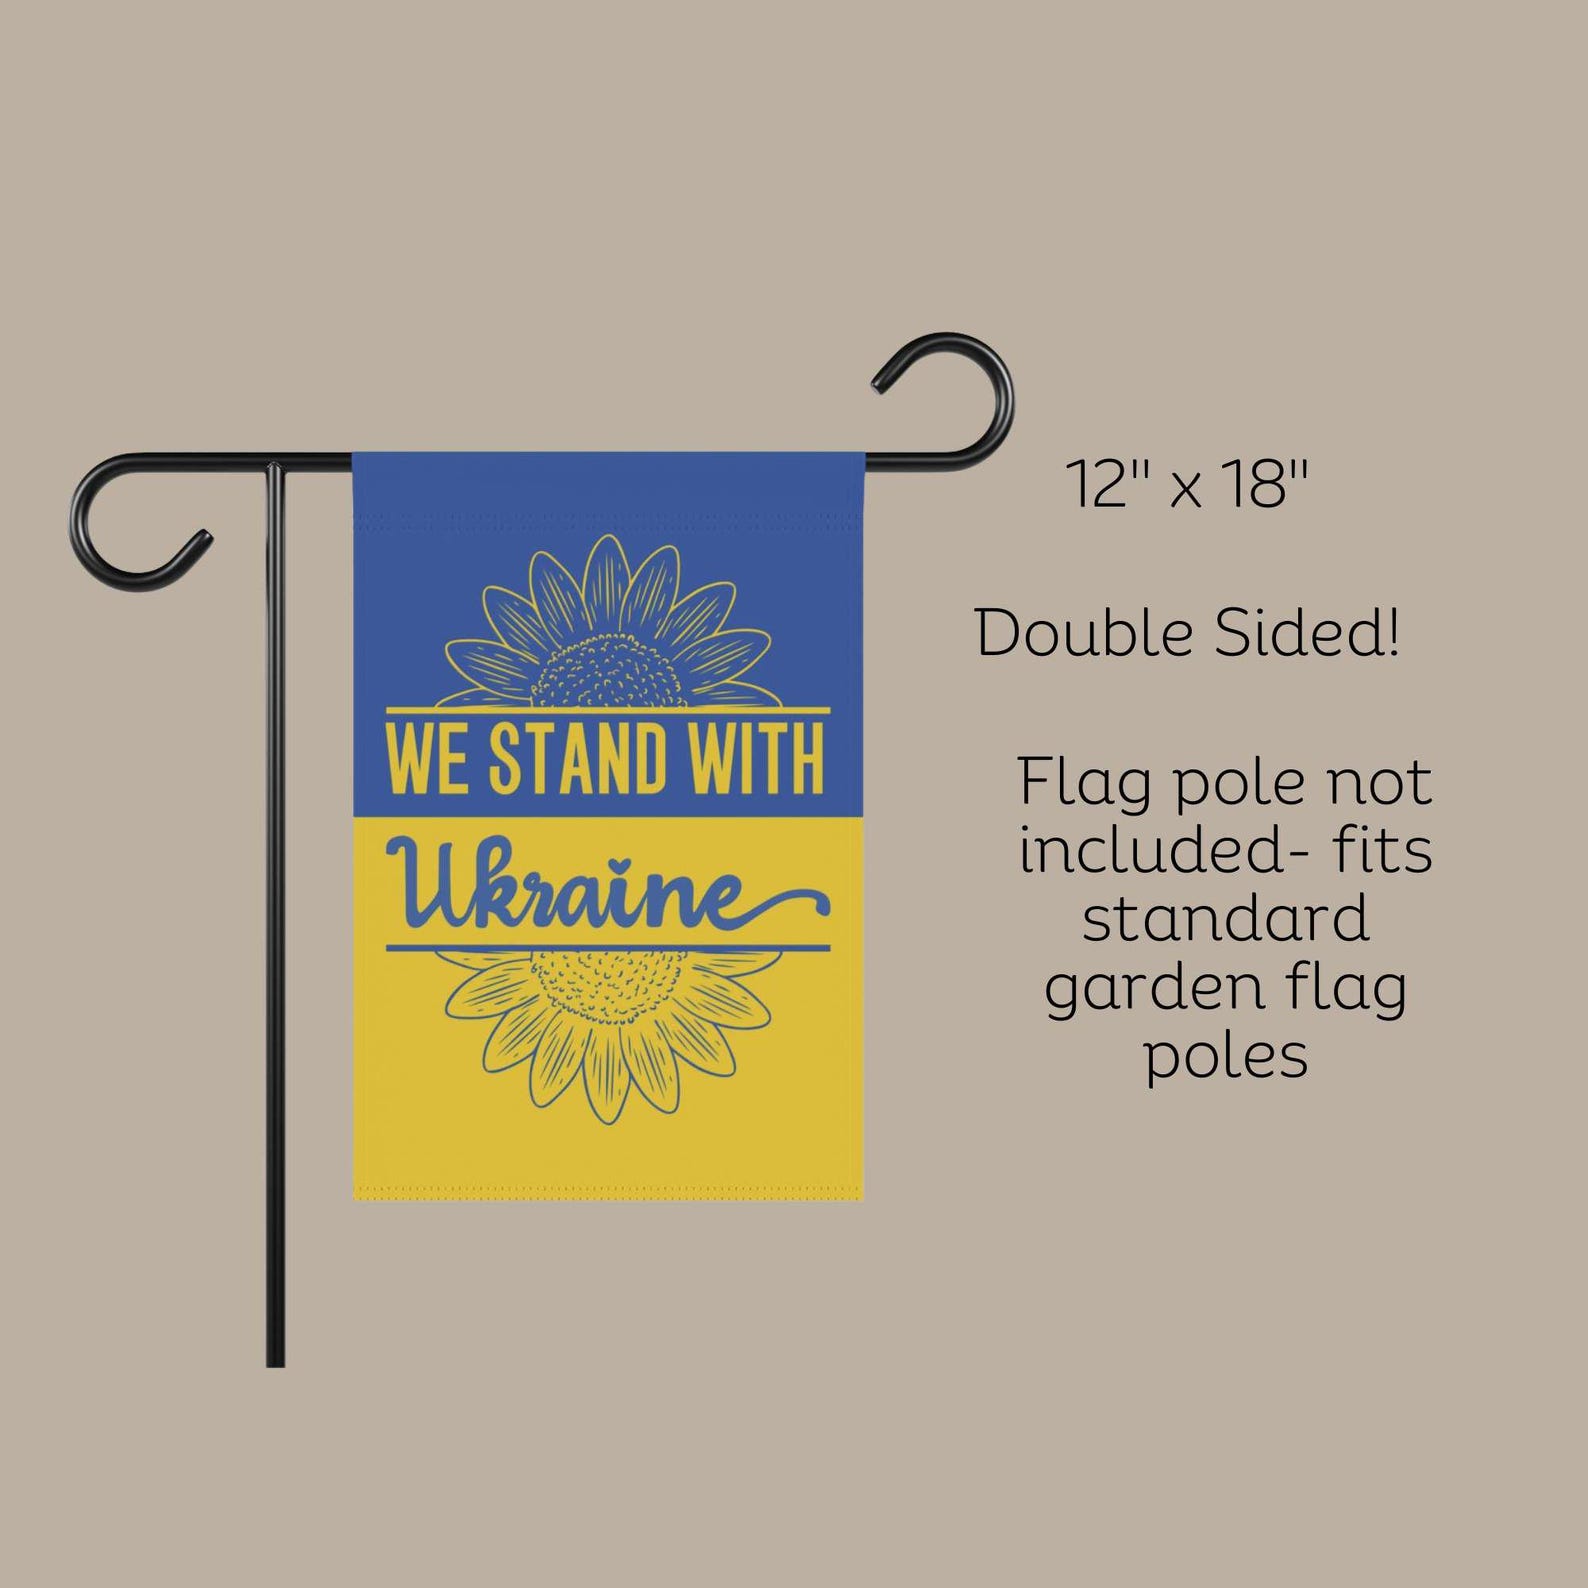 WE STAND WITH
Ukraine
12" x 18"
Double Sided!
Flag pole not
included- fits
standard
garden flag
poles